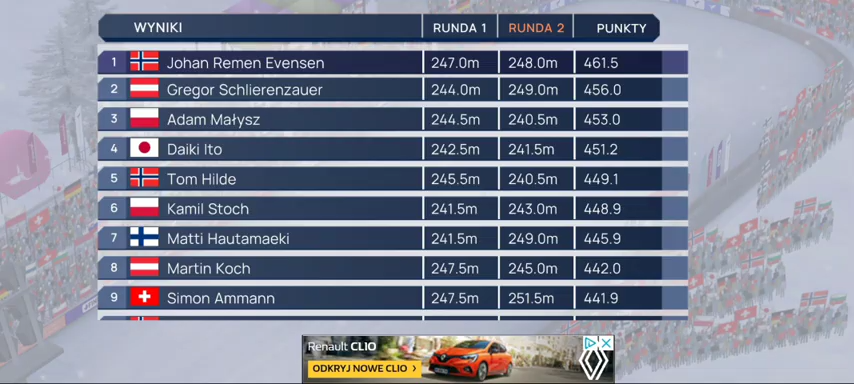 WYNIKI RUNDA 1 RUNDA 2 PUNKTY
1 Johan Remen Evensen 247.0m 248.0m 461.5
2 Gregor Schlierenzauer 244.0m 249.0m 456.0
3 Adam Małysz 244.5m 240.5m 453.0
4 Daiki Ito 242.5m 241.5m 451.2
5 Tom Hilde 245.5m 240.5m 449.1
6 Kamil Stoch 241.5m 243.0m 448.9
7 Matti Hautamaeki 241.5m 249.0m 445.9
8 Martin Koch 247.5m 245.0m 442.0
9 Simon Ammann 247.5m 251.5m 441.9
Renault CLIO
ODKRYJ NOWE CLIO >